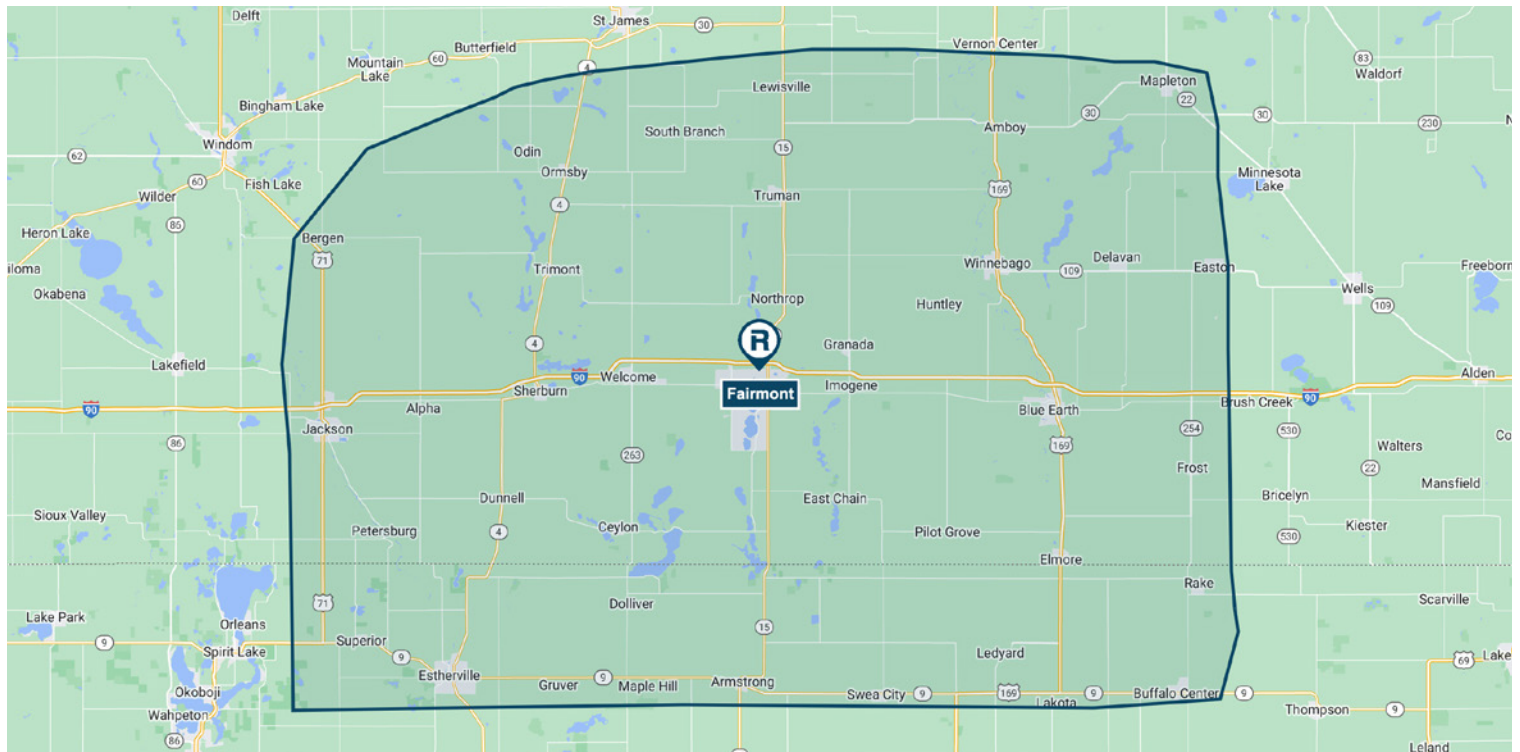 Delft
St James
30
Butterfield
Vernon Center
60
4
Mountain
Lake
83
Waldorf
Mapleton
Lewisville
22
Bingham Lake
30
30
230
South Branch
Amboy
Windom
15
62
Odin
Ormsby
Minnesota
Lake
Fish Lake
60
169
Wilder
Truman
4
86
Heron Lake
Bergen
71
iloma
Trimont
Winnebago
109
Delavan
Easton
Freeborn
Okabena
Wells
Northrop
Huntley
109
R
4
Granada
Lakefield
90
Welcome
Imogene
Alden
Sherburn
Fairmont
90
Alpha
Blue Earth
Brush Creek
90
Jackson
254
530
86
169
Walters
Co
263
22
Frost
Mansfield
Dunnell
East Chain
Bricelyn
Sioux Valley
Petersburg
4
Ceylon
Pilot Grove
Kiester
530
Elmore
Rake
71
Dolliver
Scarville
Lake Park
Orleans
15
9
Superior
Spirit Lake
9
Ledyard
69
Lake
Estherville
Gruver
9
Maple Hill
Armstrong
Okoboji
Swea City
9
169
9
Buffalo Center
9
Lakota
Thompson
9
Wahpeton
86
Leland